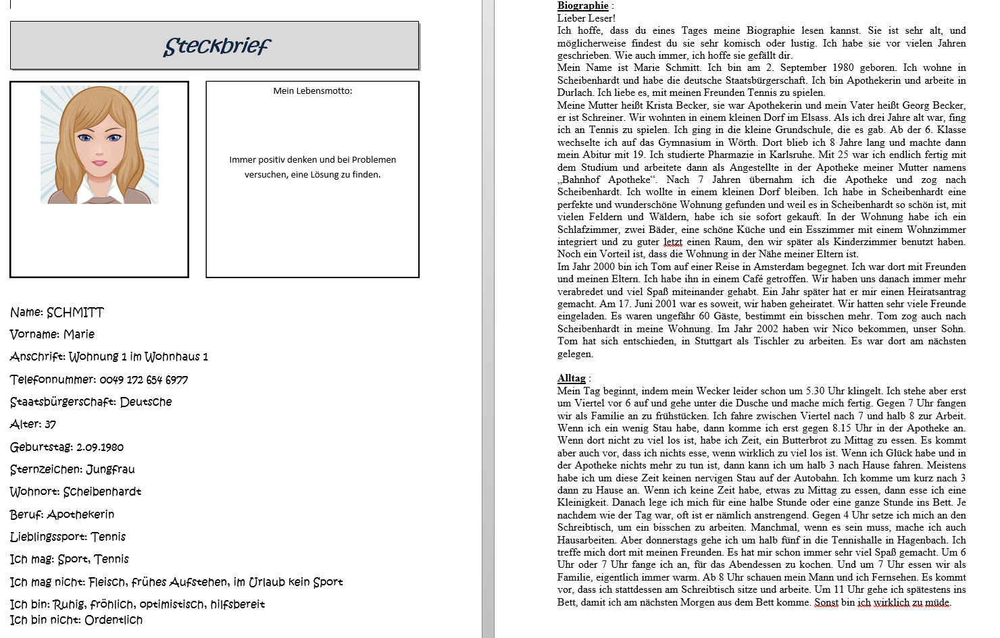 Steckbrief
Mein Lebensmotto:
Immer positiv denken und bei Problemen
versuchen, eine Lösung zu finden.
Name: SCHMITT
Vorname: Marie
Anschrift: Wohnung 1 im Wohnhaus 1
Telefonnummer: 0049 172 654 6977
Staatsbürgerschaft: Deutsche
Alter: 37
Geburtstag: 2.09.1980
Sternzeichen: Jungfrau
Wohnort: Scheibenhardt
Beruf: Apothekerin
Lieblingssport: Tennis
Ich mag: Sport, Tennis
Ich mag nicht: Fleisch, frühes Aufstehen, im Urlaub kein Sport
Ich bin: Ruhig, fröhlich, optimistisch, hilfsbereit
Ich bin nicht: Ordentlich
Biographie :
Lieber Leser!
Ich hoffe, dass du eines Tages meine Biographie lesen kannst. Sie ist sehr alt, und
möglicherweise findest du sie sehr komisch oder lustig. Ich habe sie vor vielen Jahren
geschrieben. Wie auch immer, ich hoffe sie gefällt dir.
Mein Name ist Marie Schmitt. Ich bin am 2. September 1980 geboren. Ich wohne in
Scheibenhardt und habe die deutsche Staatsbürgerschaft. Ich bin Apothekerin und arbeite in
Durlach. Ich liebe es, mit meinen Freunden Tennis zu spielen.
Meine Mutter heißt Krista Becker, sie war Apothekerin und mein Vater heißt Georg Becker,
er ist Schreiner. Wir wohnten in einem kleinen Dorf im Elsass. Als ich drei Jahre alt war, fing
ich an Tennis zu spielen. Ich ging in die kleine Grundschule, die es gab. Ab der 6. Klasse
wechselte ich auf das Gymnasium in Wörth. Dort blieb ich 8 Jahre lang und machte dann
mein Abitur mit 19. Ich studierte Pharmazie in Karlsruhe. Mit 25 war ich endlich fertig mit
dem Studium und arbeitete dann als Angestellte in der Apotheke meiner Mutter namens
„Bahnhof Apotheke“. Nach 7 Jahren übernahm ich die Apotheke und zog nach
Scheibenhardt. Ich wollte in einem kleinen Dorf bleiben. Ich habe in Scheibenhardt eine
perfekte und wunderschöne Wohnung gefunden und weil es in Scheibenhardt so schön ist, mit
vielen Feldern und Wäldern, habe ich sie sofort gekauft. In der Wohnung habe ich ein
Schlafzimmer, zwei Bäder, eine schöne Küche und ein Esszimmer mit einem Wohnzimmer
integriert und zu guter letzt einen Raum, den wir später als Kinderzimmer benutzt haben.
Noch ein Vorteil ist, dass die Wohnung in der Nähe meiner Eltern ist.
Im Jahr 2000 bin ich Tom auf einer Reise in Amsterdam begegnet. Ich war dort mit Freunden
und meinen Eltern. Ich habe ihn in einem Café getroffen. Wir haben uns danach immer mehr
verabredet und viel Spaß miteinander gehabt. Ein Jahr später hat er mir einen Heiratsantrag
gemacht. Am 17. Juni 2001 war es soweit, wir haben geheiratet. Wir hatten sehr viele Freunde
eingeladen. Es waren ungefähr 60 Gäste, bestimmt ein bisschen mehr. Tom zog auch nach
Scheibenhardt in meine Wohnung. Im Jahr 2002 haben wir Nico bekommen, unser Sohn.
Tom hat sich entschieden, in Stuttgart als Tischler zu arbeiten. Es war dort am nächsten
gelegen.
Alltag :
Mein Tag beginnt, indem mein Wecker leider schon um 5.30 Uhr klingelt. Ich stehe aber erst
um Viertel vor 6 auf und gehe unter die Dusche und mache mich fertig. Gegen 7 Uhr fangen
wir als Familie an zu frühstücken. Ich fahre zwischen Viertel nach 7 und halb 8 zur Arbeit.
Wenn ich ein wenig Stau habe, dann komme ich erst gegen 8.15 Uhr in der Apotheke an.
Wenn dort nicht zu viel los ist, habe ich Zeit, ein Butterbrot zu Mittag zu essen. Es kommt
aber auch vor, dass ich nichts esse, wenn wirklich zu viel los ist. Wenn ich Glück habe und in
der Apotheke nichts mehr zu tun ist, dann kann ich um halb 3 nach Hause fahren. Meistens
habe ich um diese Zeit keinen nervigen Stau auf der Autobahn. Ich komme um kurz nach 3
dann zu Hause an. Wenn ich keine Zeit habe, etwas zu Mittag zu essen, dann esse ich eine
Kleinigkeit. Danach lege ich mich für eine halbe Stunde oder eine ganze Stunde ins Bett. Je
nachdem wie der Tag war, oft ist er nämlich anstrengend. Gegen 4 Uhr setze ich mich an den
Schreibtisch, um ein bisschen zu arbeiten. Manchmal, wenn es sein muss, mache ich auch
Hausarbeiten. Aber donnerstags gehe ich um halb fünf in die Tennishalle in Hagenbach. Ich
treffe mich dort mit meinen Freunden. Es hat mir schon immer sehr viel Spaß gemacht. Um 6
Uhr oder 7 Uhr fange ich an, für das Abendessen zu kochen. Und um 7 Uhr essen wir als
Familie, eigentlich immer warm. Ab 8 Uhr schauen mein Mann und ich Fernsehen. Es kommt
vor, dass ich stattdessen am Schreibtisch sitze und arbeite. Um 11 Uhr gehe ich spätestens ins
Bett, damit ich am nächsten Morgen aus dem Bett komme. Sonst bin ich wirklich zu müde.